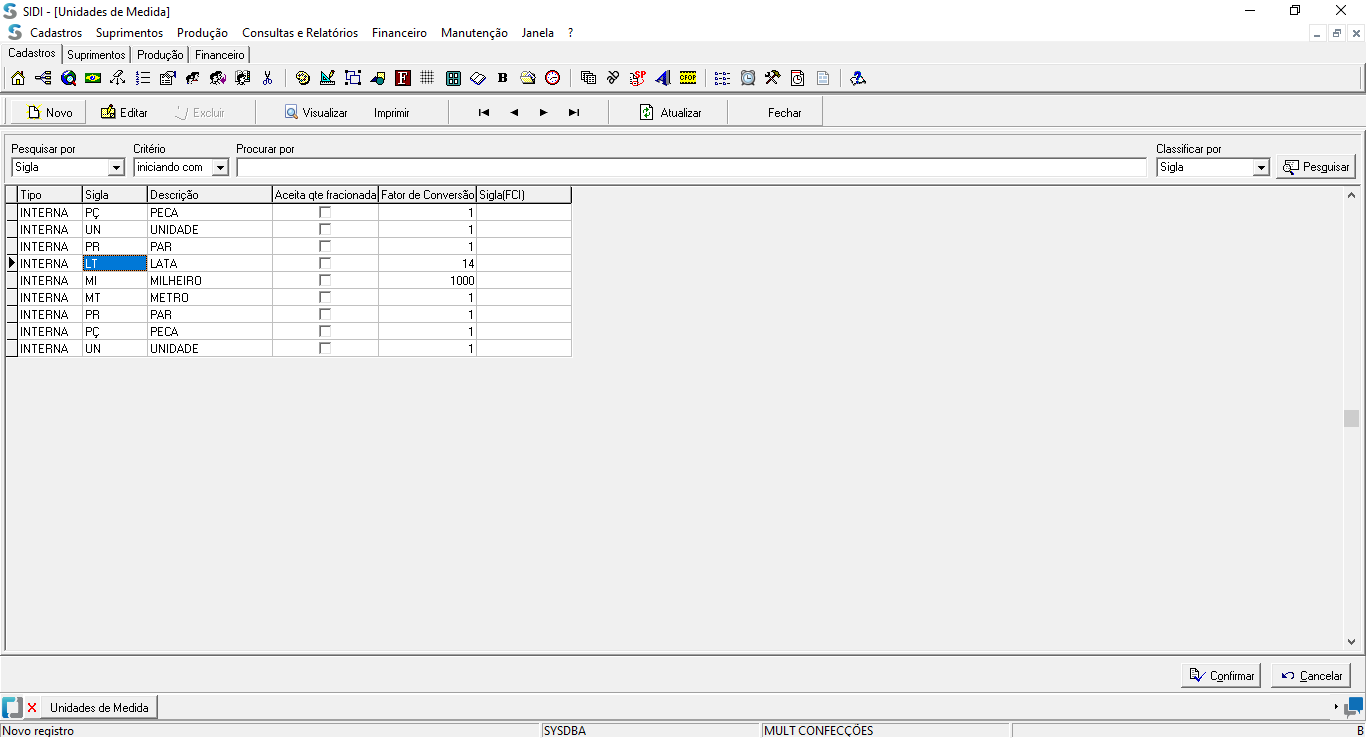 SIDI - [Unidades de Medida]
Cadastros Suprimentos Produção Consultas e Relatórios Financeiro Manutenção Janela ?
Cadastros Suprimentos Produção Financeiro
F B SP CFOP
Novo Editar Excluir Visualizar Imprimir Atualizar Fechar
Pesquisar por Critério Procurar por Classificar por
Sigla iniciando com Sigla Pesquisar
Tipo Sigla Descrição Aceita qte fracionada Fator de Conversão Sigla(FCI)
INTERNA PÇ PECA 1
INTERNA UN UNIDADE 1
INTERNA PR PAR 1
INTERNA LT LATA 14
INTERNA MI MILHEIRO 1000
INTERNA MT METRO 1
INTERNA PR PAR 1
INTERNA PÇ PECA 1
INTERNA UN UNIDADE 1
Confirmar Cancelar
Unidades de Medida
Novo registro SYSDBA MULT CONFECÇÕES B